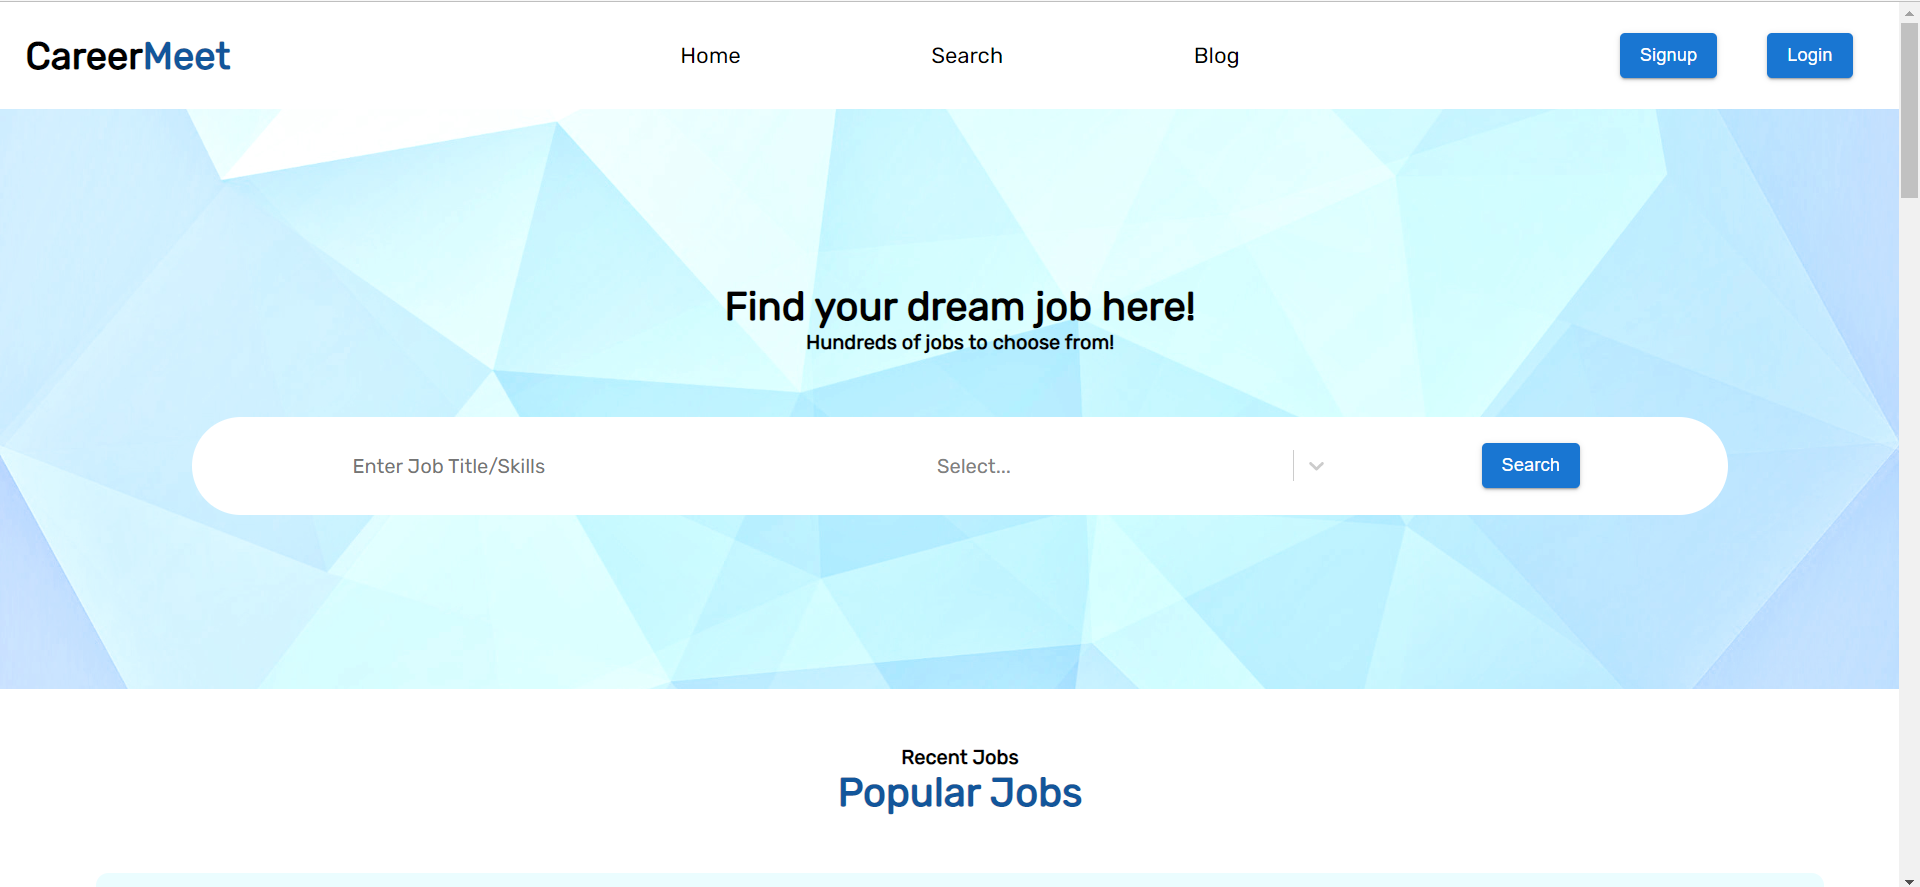 CareerMeet Home Search Blog Signup Login
Find your dream job here!
Hundreds of jobs to choose from!
Enter Job Title/Skills Select... Search
Recent Jobs
Popular Jobs